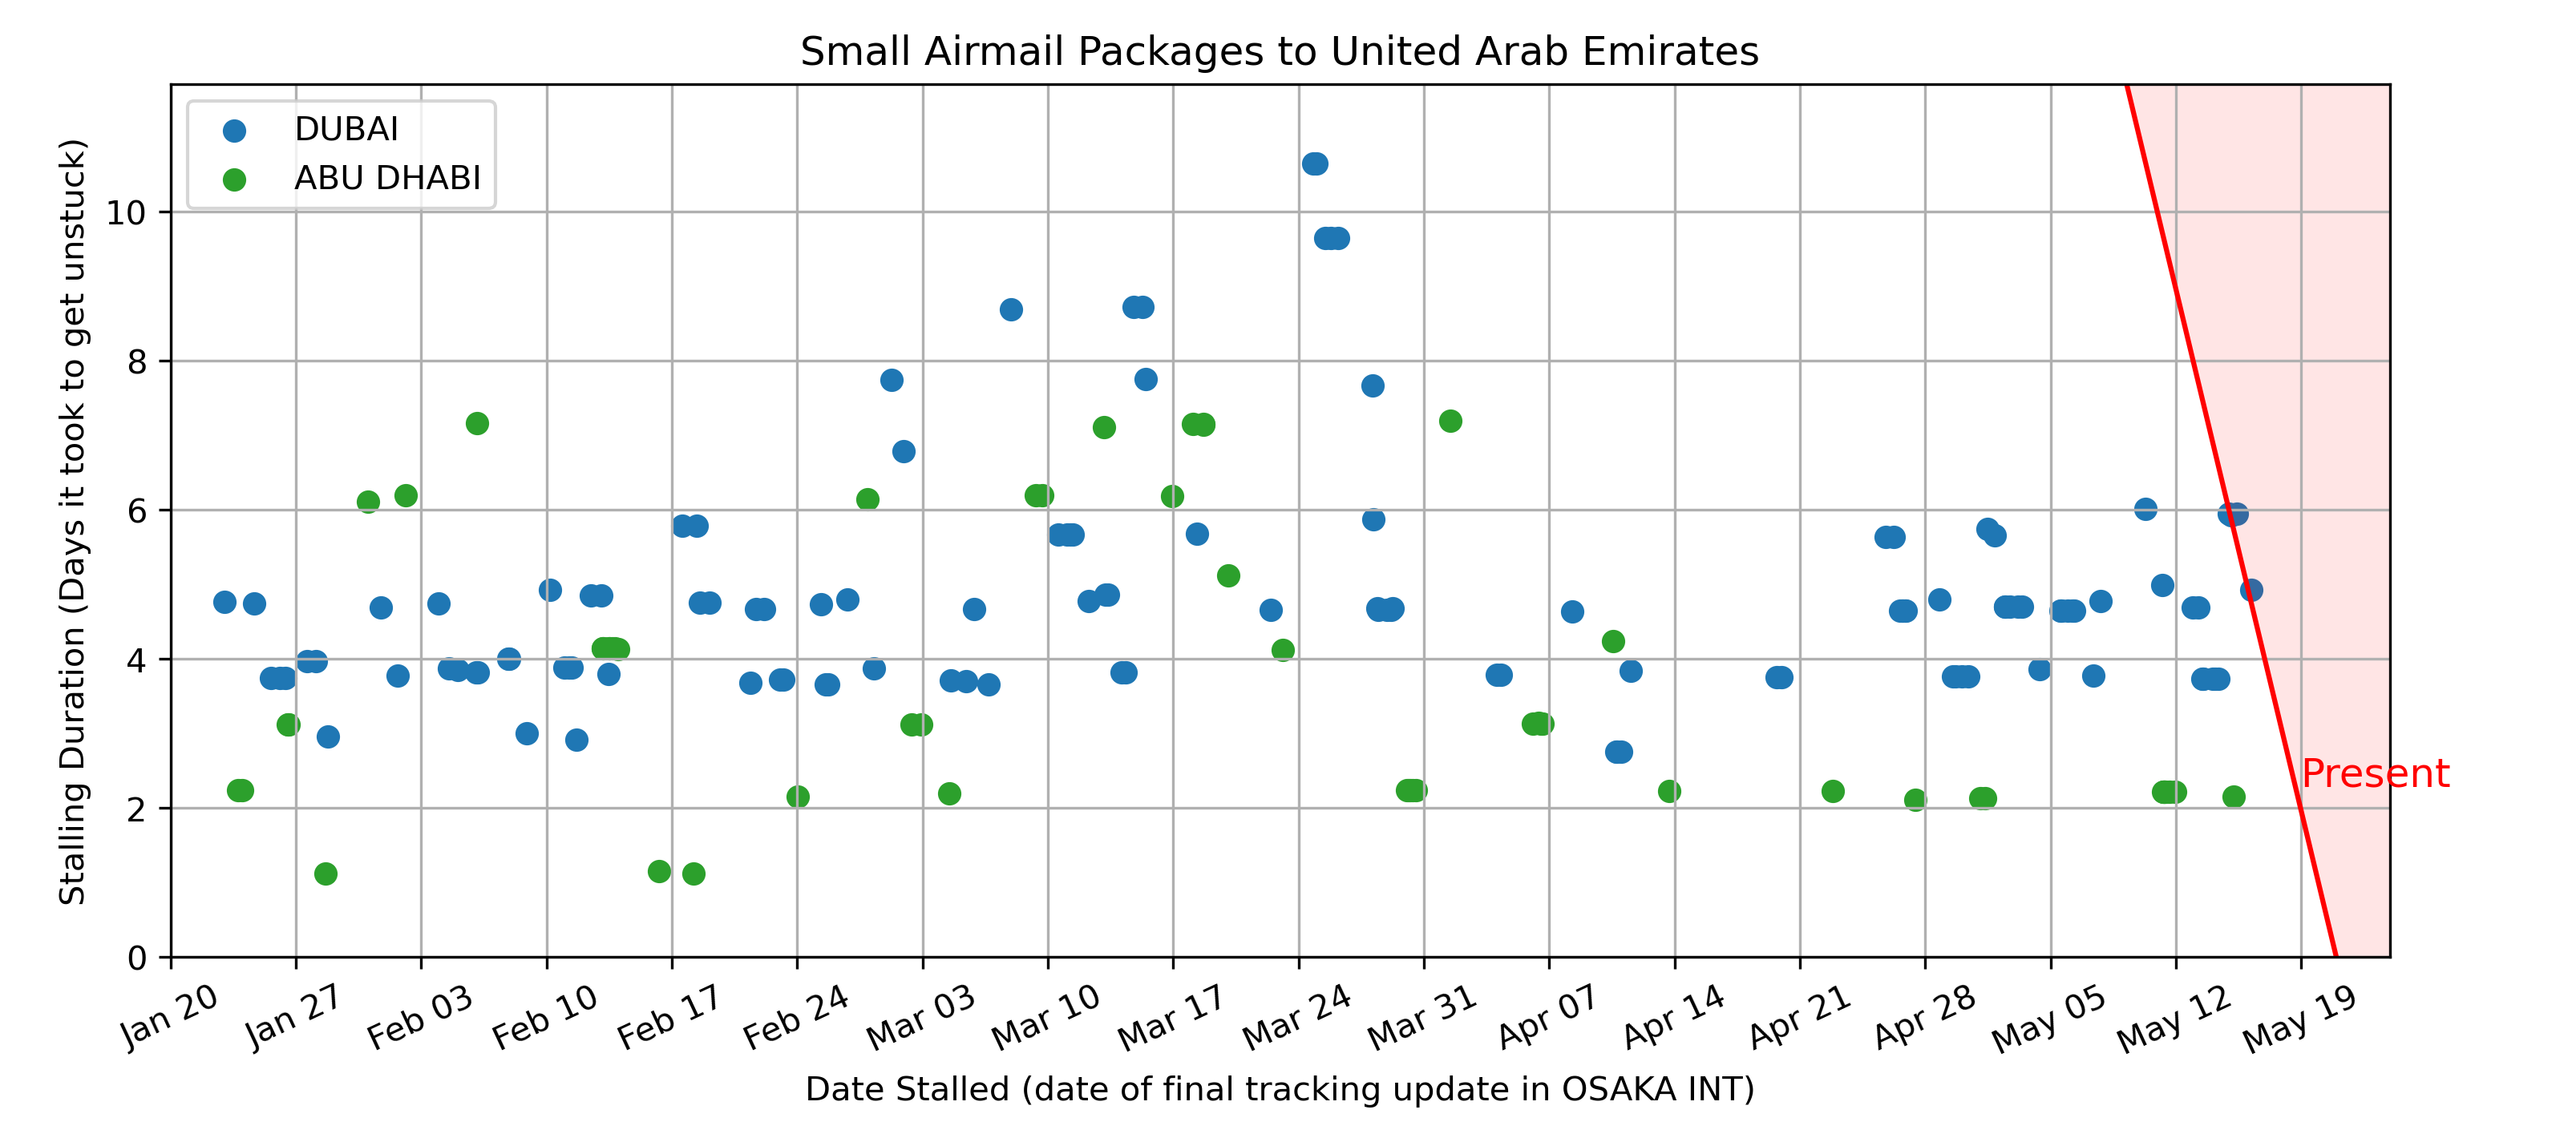 Small Airmail Packages to United Arab Emirates
DUBAI
ABU DHABI
Stalling Duration (Days it took to get unstuck)
10
8
6
4
2
0
Present
Jan 20
Jan 27
Feb 03
Feb 10
Feb 17
Feb 24
Mar 03
Mar 10
Mar 17
Mar 24
Mar 31
Apr 07
Apr 14
Apr 21
Apr 28
May 05
May 12
May 19
Date Stalled (date of final tracking update in OSAKA INT)